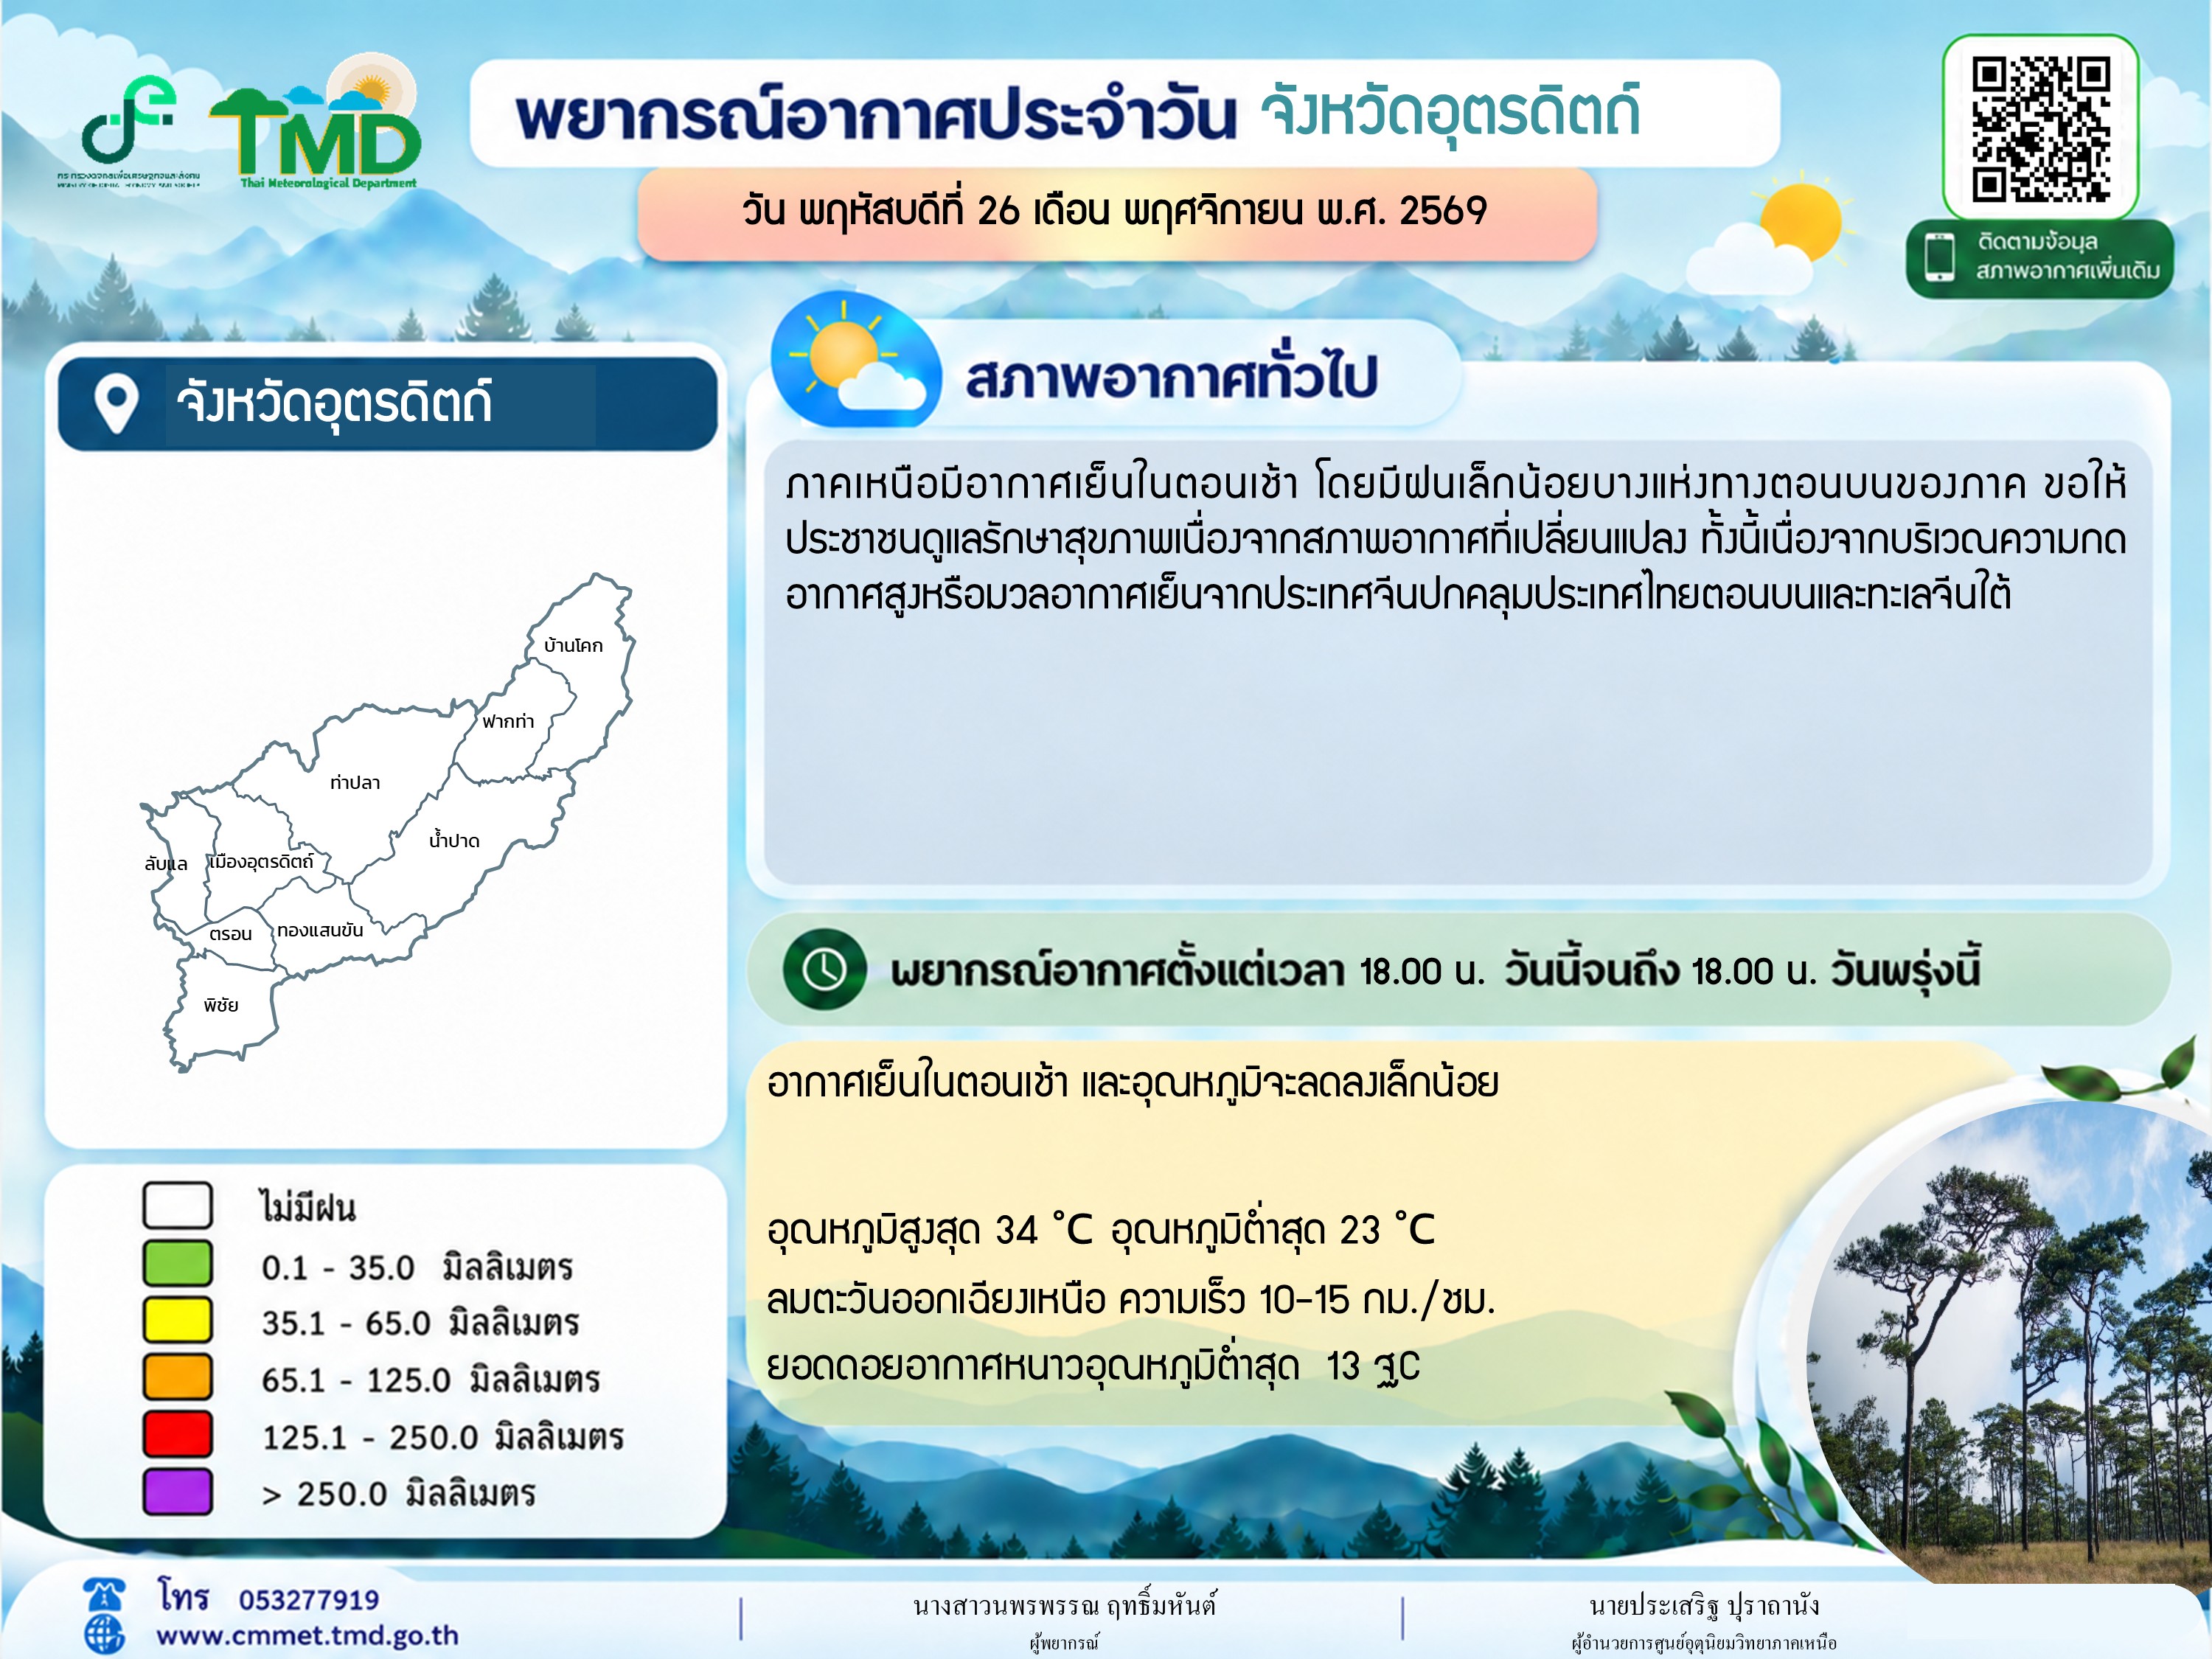 พยากรณ์อากาศประจำวัน จังหวัดอุตรดิตถ์
วัน พฤหัสบดีที่ 26 เดือน พฤศจิกายน พ.ศ. 2569
TMD
Thai Meteorological Department
ติดตามข้อมูล
สภาพอากาศเพิ่มเติม
จังหวัดอุตรดิตถ์
บ้านโคก
ฟากท่า
ท่าปลา
น้ำปาด
ลับแล
เมืองอุตรดิตถ์
ตรอน
ทองแสนขัน
พิชัย
ไม่มีฝน
0.1 - 35.0 มิลลิเมตร
35.1 - 65.0 มิลลิเมตร
65.1 - 125.0 มิลลิเมตร
125.1 - 250.0 มิลลิเมตร
> 250.0 มิลลิเมตร
สภาพอากาศทั่วไป
ภาคเหนือมีอากาศเย็นในตอนเช้า โดยมีฝนเล็กน้อยบางแห่งทางตอนบนของภาค ขอให้
ประชาชนดูแลรักษาสุขภาพเนื่องจากสภาพอากาศที่เปลี่ยนแปลง ทั้งนี้เนื่องจากบริเวณความกด
อากาศสูงหรือมวลอากาศเย็นจากประเทศจีนปกคลุมประเทศไทยตอนบนและทะเลจีนใต้
พยากรณ์อากาศตั้งแต่เวลา 18.00 น. วันนี้จนถึง 18.00 น. วันพรุ่งนี้
อากาศเย็นในตอนเช้า และอุณหภูมิจะลดลงเล็กน้อย
อุณหภูมิสูงสุด 34 °C อุณหภูมิต่ำสุด 23 °C
ลมตะวันออกเฉียงเหนือ ความเร็ว 10-15 กม./ชม.
ยอดดอยอากาศหนาวอุณหภูมิต่ำสุด 13 ฐC
โทร 053277919
www.cmmet.tmd.go.th
นางสาวนพรพรรณ ฤทธิ์มหันต์
ผู้พยากรณ์
นายประเสริฐ ปุราถานัง
ผู้อำนวยการศูนย์อุตุนิยมวิทยาภาคเหนือ